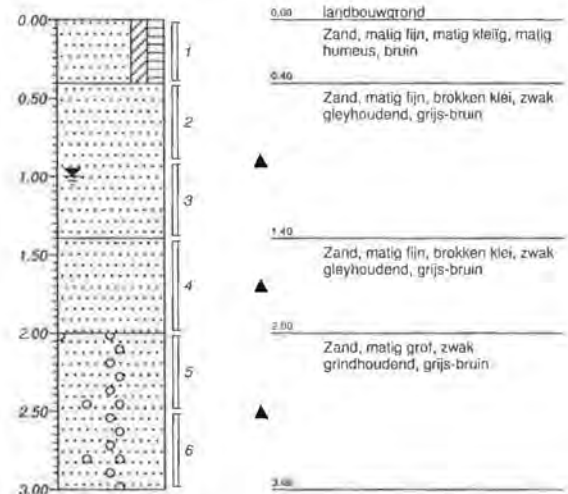 0.00
0.50
1.00
1.50
2.00
2.50
3.00
1
2
3
4
5
6
0.00 landbouwgrond
Zand, matig fijn, matig kleiïg, matig
humeus, bruin
0.40
Zand, matig fijn, brokken klei, zwak
gleyhoudend, grijs-bruin
1.40
Zand, matig fijn, brokken klei, zwak
gleyhoudend, grijs-bruin
2.00
Zand, matig grof, zwak
grindhoudend, grijs-bruin
3.00